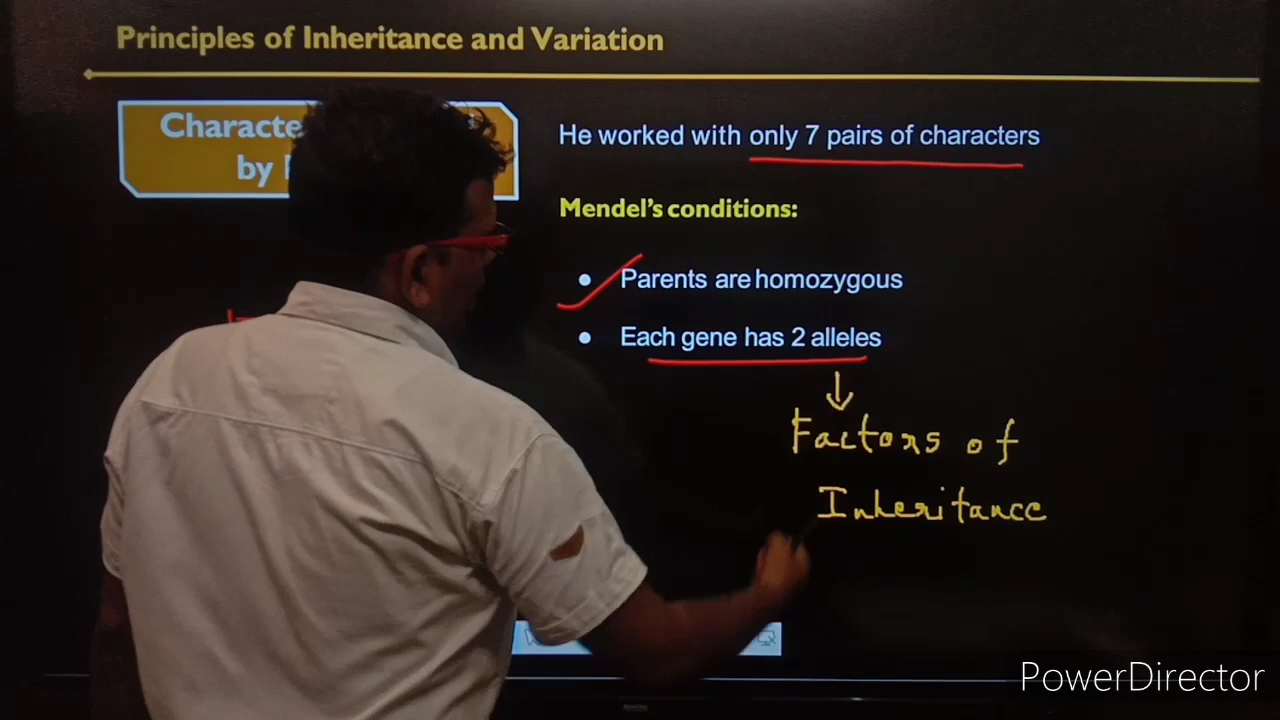 Principles of Inheritance and Variation
by
He worked with only 7 pairs of characters
Mendel's conditions:
● Parents are homozygous
● Each gene has 2 alleles
↓
Factors of
Inheritance
PowerDirector